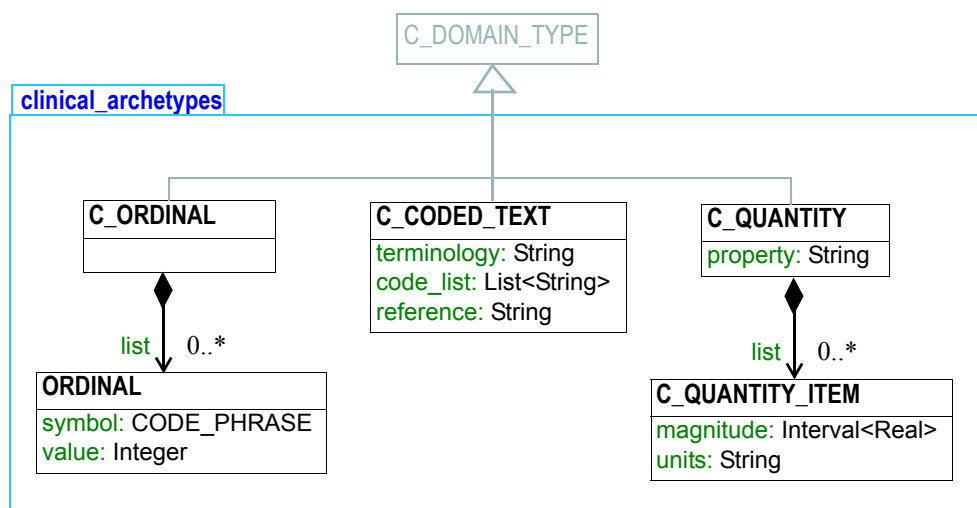 C_DOMAIN_TYPE
clinical_archetypes
C_ORDINAL
C_CODED_TEXT
terminology: String
code_list: List<String>
reference: String
C_QUANTITY
property: String
list 0..*
list 0..*
ORDINAL
symbol: CODE_PHRASE
value: Integer
C_QUANTITY_ITEM
magnitude: Interval<Real>
units: String